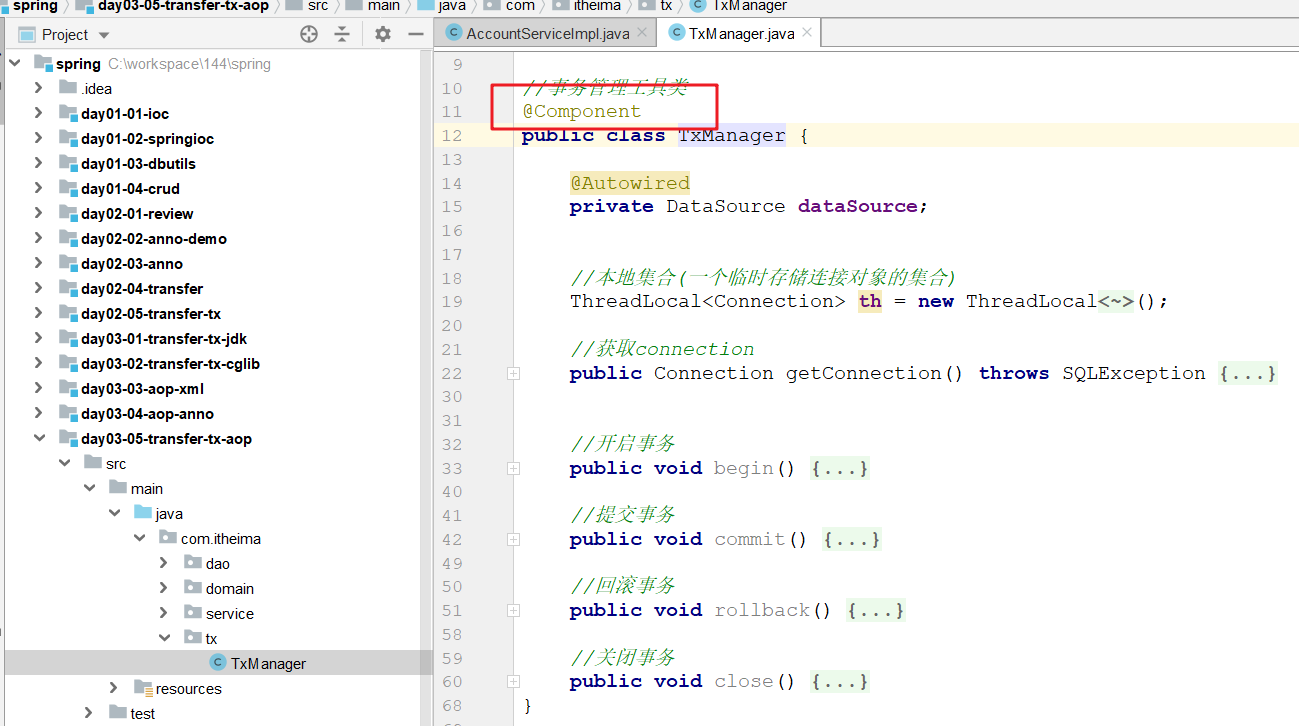 spring day03-05-transfer-tx-aop src main java com itheima tx TxManager
Project
AccountServiceImpl.java
TxManager.java
spring C:\workspace\144\spring
.idea
day01-01-ioc
day01-02-springioc
day01-03-dbutils
day01-04-crud
day02-01-review
day02-02-anno-demo
day02-03-anno
day02-04-transfer
day02-05-transfer-tx
day03-01-transfer-tx-jdk
day03-02-transfer-tx-cglib
day03-03-aop-xml
day03-04-aop-anno
day03-05-transfer-tx-aop
src
main
java
com.itheima
dao
domain
service
tx
TxManager
resources
test
9
10 //事务管理工具类
11 @Component
12 public class TxManager {
13
14 @Autowired
15 private DataSource dataSource;
16
17
18 //本地集合(一个临时存储连接对象的集合)
19 ThreadLocal<Connection> th = new ThreadLocal<~>();
20
21 //获取connection
22 public Connection getConnection() throws SQLException {...}
30
31
32 //开启事务
33 public void begin() {...}
40
41 //提交事务
42 public void commit() {...}
49
50 //回滚事务
51 public void rollback() {...}
58
59 //关闭事务
60 public void close() {...}
68 }